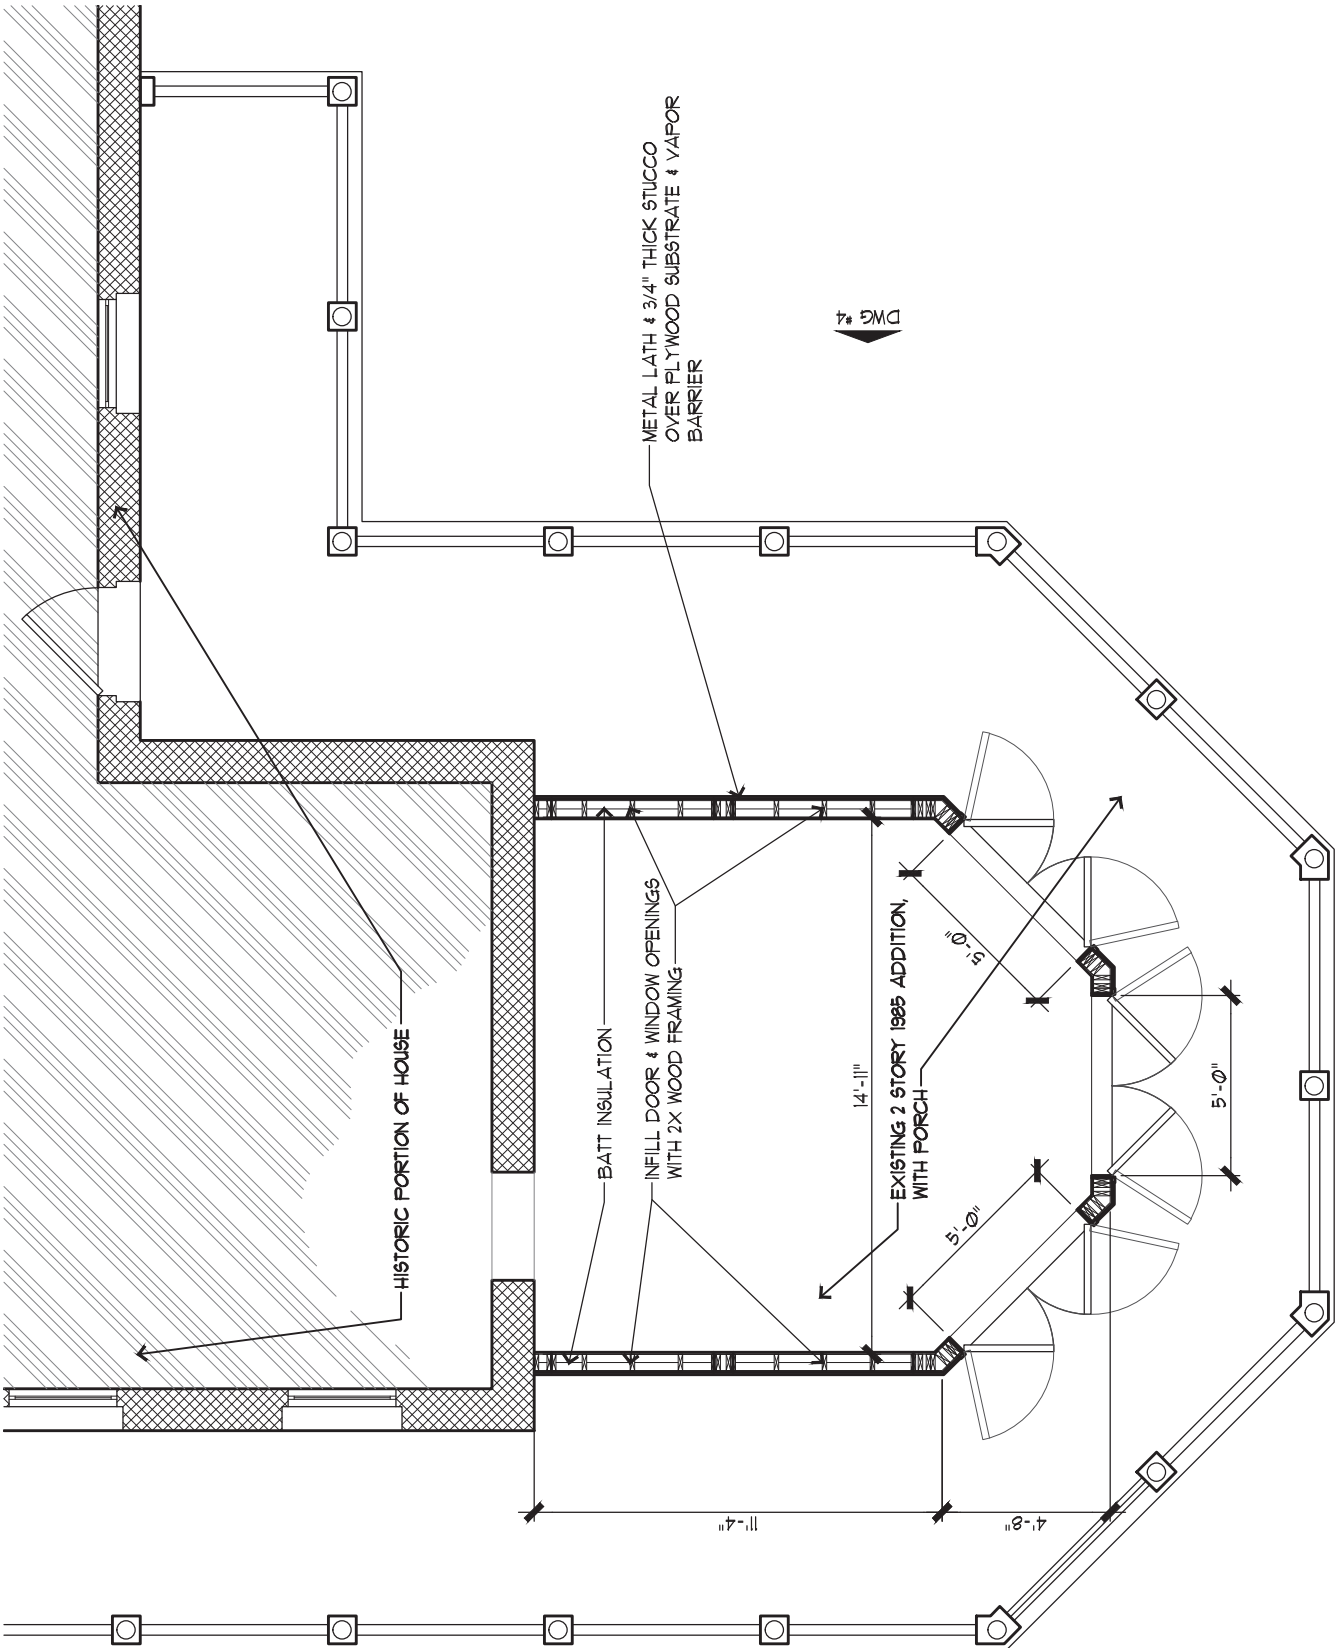 HISTORIC PORTION OF HOUSE
BATT INSULATION
INFILL DOOR & WINDOW OPENINGS
WITH 2X WOOD FRAMING
METAL LATH & 3/4" THICK STUCCO
OVER PLYWOOD SUBSTRATE & VAPOR
BARRIER
DWG #4
14'-11"
EXISTING 2 STORY 1985 ADDITION,
WITH PORCH
5'-0"
5'-0"
5'-0"
11'-4"
4'-8"